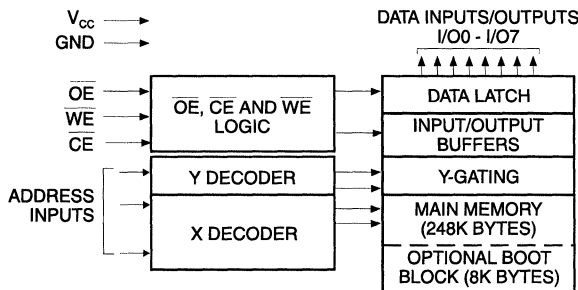 V_CC
GND
OE
WE
CE
ADDRESS
INPUTS
OE, CE AND WE
LOGIC
Y DECODER
X DECODER
DATA INPUTS/OUTPUTS
I/O0 - I/O7
DATA LATCH
INPUT/OUTPUT
BUFFERS
Y-GATING
MAIN MEMORY
(248K BYTES)
OPTIONAL BOOT
BLOCK (8K BYTES)